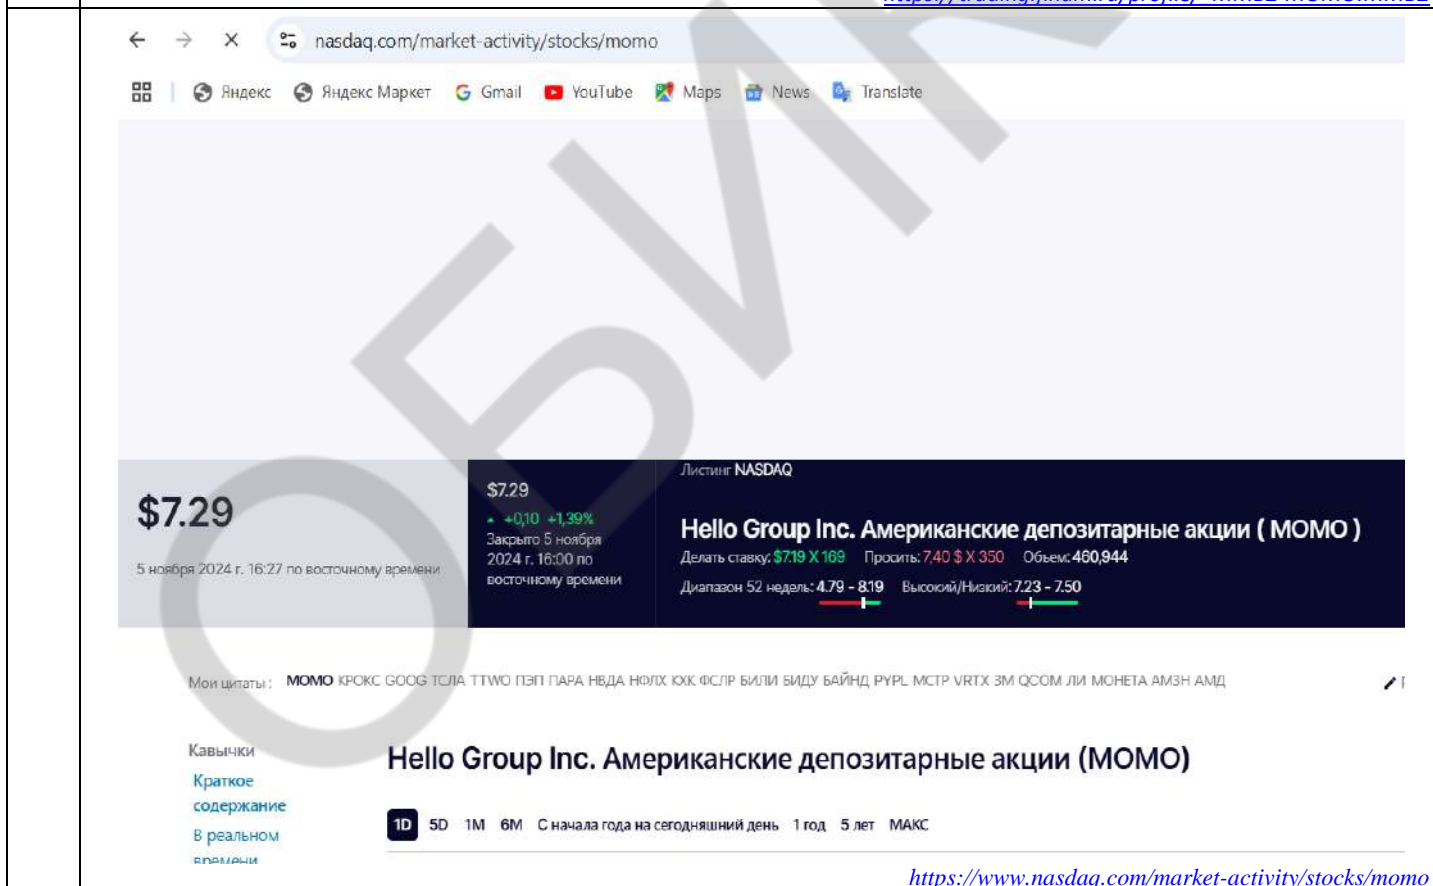 nasdaq.com/market-activity/stocks/momo
Яндекс Яндекс Маркет Gmail YouTube Maps News Translate
Листинг NASDAQ
$7.29
$7.29
+0,10 +1,39%
Закрыто 5 ноября
2024 г. 16:00 по
восточному времени
5 ноября 2024 г. 16:27 по восточному времени
Hello Group Inc. Американские депозитарные акции ( MOMO )
Делать ставку: $7.19 X 169 Просить: 7,40 $ X 350 Объем: 460,944
Диапазон 52 недель: 4.79 - 8.19 Высокий/Низкий: 7.23 - 7.50
Мои цитаты: МОМО КРОКС GOOG ТСЛА TTWO ПЭП ПАРА НВДА НФЛХ КХК ФСЛР БИЛИ БИДУ БАЙНД PYPL МСТР VRTX 3M QCOM ЛИ МОНЕТА АМЗН АМД
Кавычки
Краткое
содержание
В реальном
времени
Hello Group Inc. Американские депозитарные акции (MOMO)
1D 5D 1M 6M С начала года на сегодняшний день 1 год 5 лет МАКС
https://www.nasdaq.com/market-activity/stocks/momo